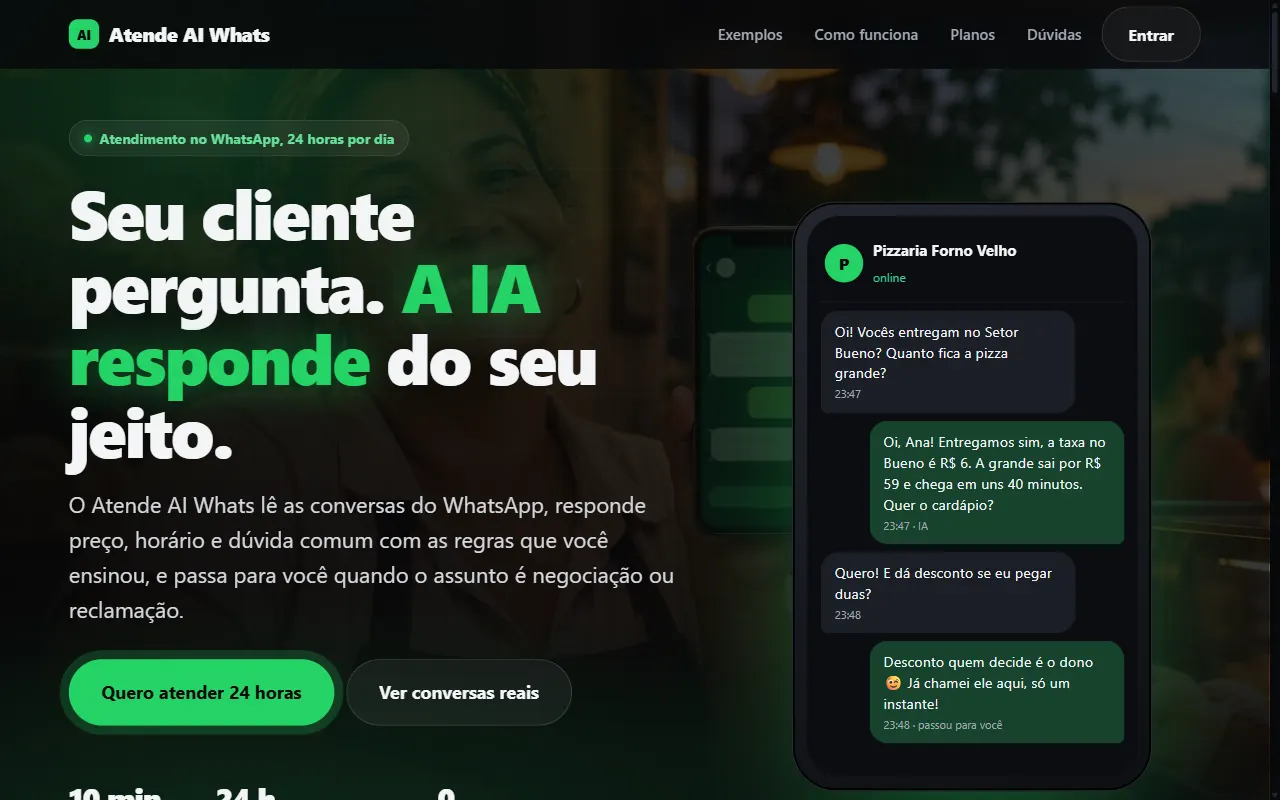 AI Atende AI Whats
Exemplos Como funciona Planos Dúvidas Entrar
Atendimento no WhatsApp, 24 horas por dia
Seu cliente
pergunta. A IA
responde do seu
jeito.
O Atende AI Whats lê as conversas do WhatsApp, responde
preço, horário e dúvida comum com as regras que você
ensinou, e passa para você quando o assunto é negociação ou
reclamação.
Quero atender 24 horas Ver conversas reais
10 min 24 h 0
P Pizzaria Forno Velho
online
Oi! Vocês entregam no Setor
Bueno? Quanto fica a pizza
grande?
23:47
Oi, Ana! Entregamos sim, a taxa no
Bueno é R$ 6. A grande sai por R$
59 e chega em uns 40 minutos.
Quer o cardápio?
23:47 · IA
Quero! E dá desconto se eu pegar
duas?
23:48
Desconto quem decide é o dono
😅 Já chamei ele aqui, só um
instante!
23:48 · passou para você